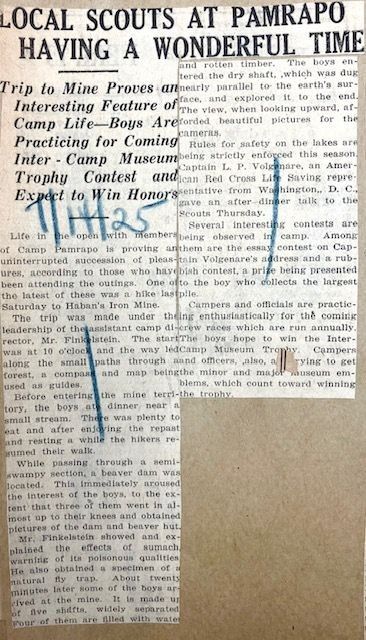 LOCAL SCOUTS AT PAMRAPO
HAVING A WONDERFUL TIME
Trip to Mine Proves an
Interesting Feature of
Camp Life—Boys Are
Practicing for Coming
Inter - Camp Museum
Trophy Contest and
Expect to Win Honors
7/14/25
Life in the open with members
of Camp Pamrapo is proving an
uninterrupted succession of pleas-
ures, according to those who have
been attending the outings. One of
the latest of these was a hike last
Saturday to Huban's Iron Mine.
The trip was made under the
leadership of the assistant camp di-
rector, Mr. Finkelstein. The start
was at 10 o'clock and the way led
along the small paths through a
forest, a compass and map being
used as guides.
Before entering the mine terri-
tory, the boys ate dinner near a
small stream. There was plenty to
eat and after enjoying the repast
and resting a while the hikers re-
sumed their walk.
While passing through a semi-
swampy section, a beaver dam was
located. This immediately aroused
the interest of the boys, to the ex-
tent that three of them went in al-
most up to their knees and obtained
pictures of the dam and beaver hut.
Mr. Finkelstein showed and ex-
plained the effects of sumach,
warning of its poisonous qualities
He also obtained a specimen of a
natural fly trap. About twenty
minutes later some of the boys ar-
rived at the mine. It is made up
of five shafts, widely separated
Four of them are filled with water
and rotten timber. The boys en-
tered the dry shaft, which was dug
nearly parallel to the earth's sur-
face, and explored it to the end.
The view, when looking upward, af-
forded beautiful pictures for the
cameras.
Rules for safety on the lakes are
being strictly enforced this season.
Captain L. P. Volgenare, an Amer-
ican Red Cross Life Saving repre-
sentative from Washington,, D. C.,
gave an after-dinner talk to the
Scouts Thursday.
Several interesting contests are
being observed in camp. Among
them are the essay contest on Cap-
tain Volgenare's address and a rub-
bish contest, a prize being presented
to the boy who collects the largest
pile.
Campers and officials are practic-
ing enthusiastically for the coming
field races which are run annually.
The boys hope to win the Inter-
Camp Museum Trophy. Campers
and officers, also, a trying to get
the minor and major museum em-
blems, which count toward winning
the trophy.